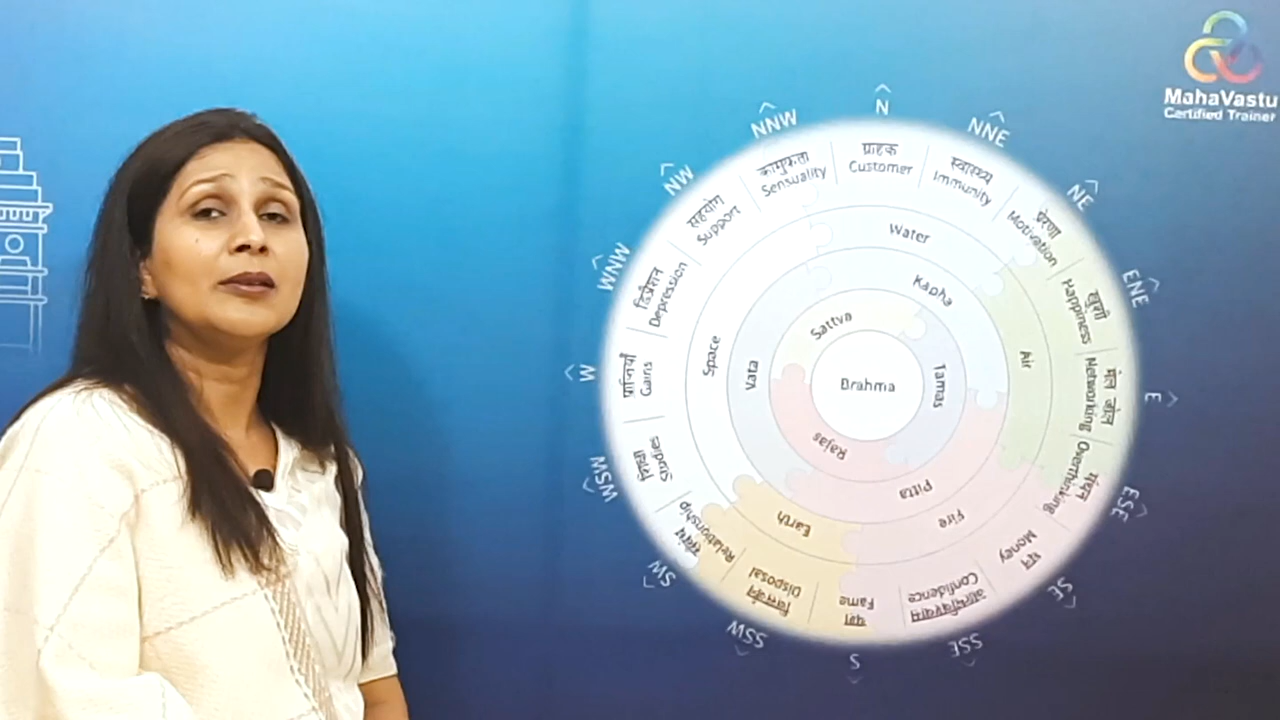 MahaVastu
Certified Trainer
N
NNE
NE
ENE
E
ESE
SE
SSE
S
SSW
SW
WSW
W
WNW
NW
NNW
ग्राहक
Customer
स्वास्थ्य
Immunity
प्रेरणा
Motivation
खुशी
Happiness
मेल जोल
Networking
मंथन
Overthinking
धन
Money
आत्मविश्वास
Confidence
यश
Fame
विसर्जन
Disposal
संबंध
Relationship
Studies
प्राप्तियाँ
Gains
डिप्रैशन
Depression
सहयोग
Support
कामुकता
Sensuality
Water
Air
Fire
Earth
Space
Kapha
Pitta
Vata
Sattva
Tamas
Rajas
Brahma